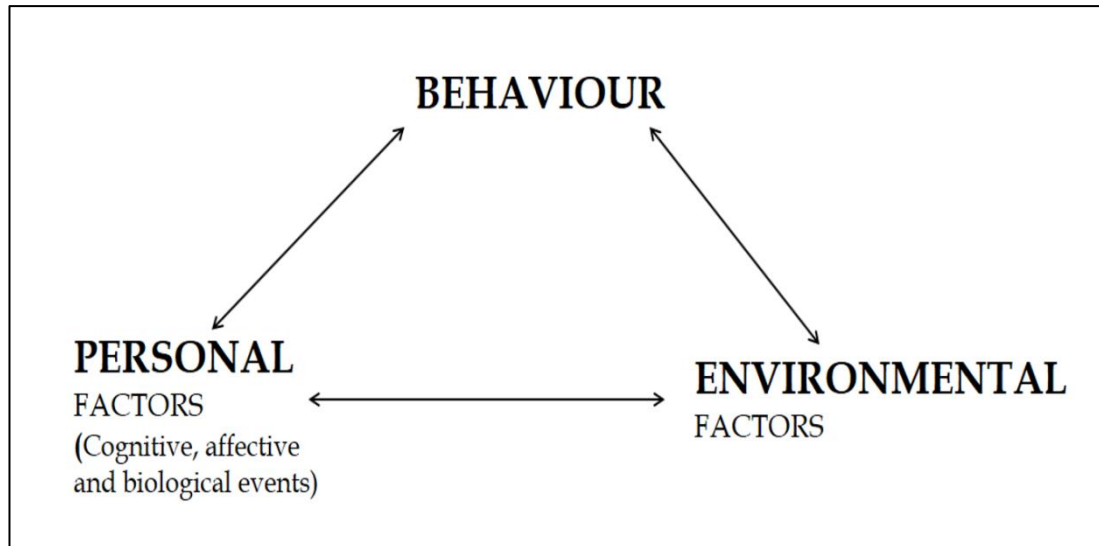 BEHAVIOUR
PERSONAL
FACTORS
(Cognitive, affective
and biological events)
ENVIRONMENTAL
FACTORS